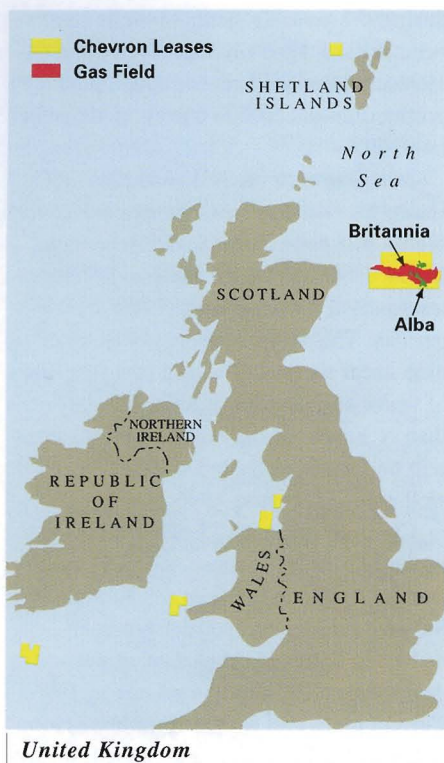 Chevron Leases
Gas Field
SHETLAND
ISLANDS
North
Sea
Britannia
SCOTLAND
Alba
NORTHERN
IRELAND
REPUBLIC
OF
IRELAND
WALES
ENGLAND
United Kingdom